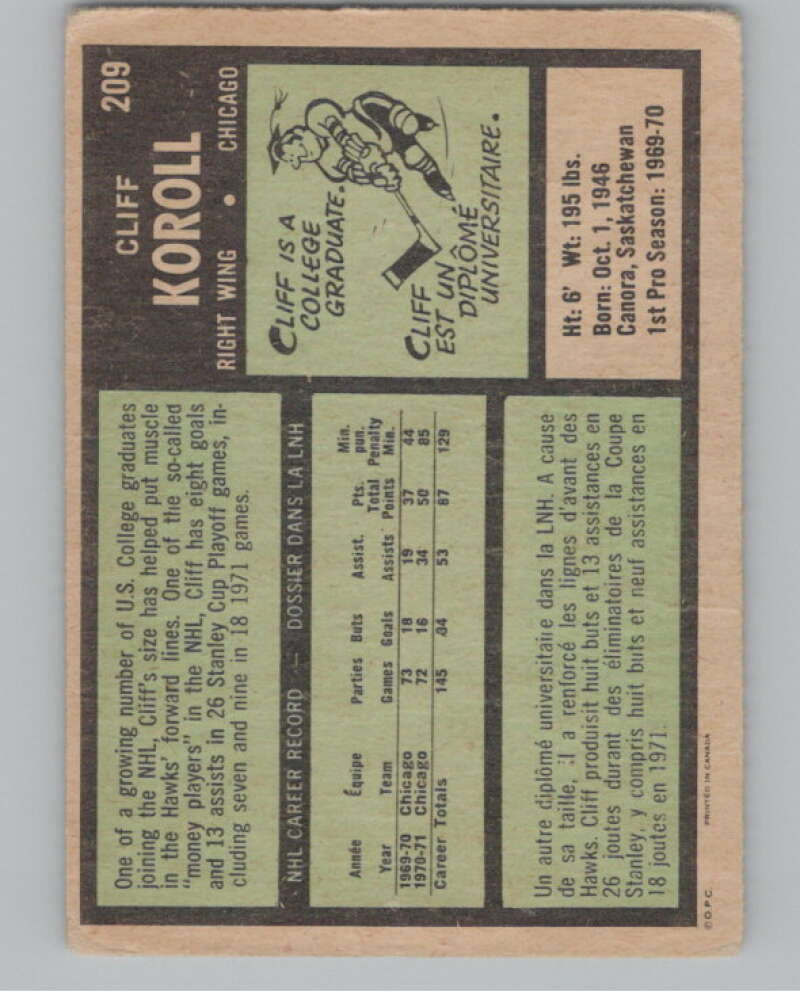 209
CLIFF
KOROLL
RIGHT WING • CHICAGO
CLIFF IS A
COLLEGE
GRADUATE.
CLIFF
EST UN
DIPLÔMÉ
UNIVERSITAIRE.
Ht: 6' Wt: 195 lbs.
Born: Oct. 1, 1946
Canora, Saskatchewan
1st Pro Season: 1969-70
One of a growing number of U.S. College graduates
joining the NHL, Cliff's size has helped put muscle
in the Hawks' forward lines. One of the so-called
"money players" in the NHL, Cliff has eight goals
and 13 assists in 26 Stanley Cup Playoff games, in-
cluding seven and nine in 18 1971 games.
NHL CAREER RECORD — DOSSIER DANS LA LNH
Année Équipe Parties Buts Assist. Pts. Total Min. pun.
Year Team Games Goals Assists Points Penalty Min.
1969-70 Chicago 73 18 19 37 44
1970-71 Chicago 72 16 34 50 85
Career Totals 145 34 53 87 129
Un autre diplômé universitaire dans la LNH. A cause
de sa taille, il a renforcé les lignes d'avant des
Hawks. Cliff produisit huit buts et 13 assistances en
26 joutes durant des éliminatoires de la Coupe
Stanley, y compris huit buts et neuf assistances en
18 joutes en 1971.
© O.P.C. PRINTED IN CANADA